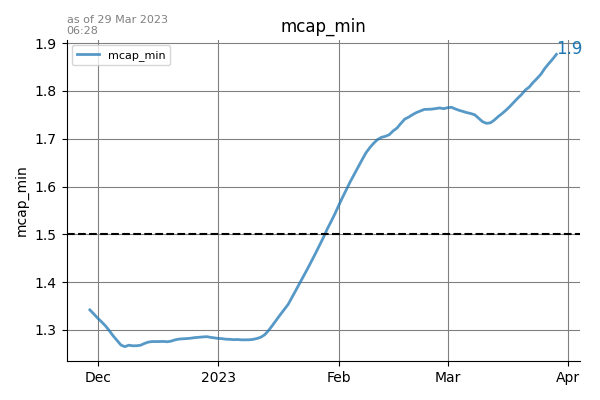 as of 29 Mar 2023
06:28
mcap_min
mcap_min
1.9
1.9
1.8
1.7
1.6
1.5
1.4
1.3
mcap_min
Dec
2023
Feb
Mar
Apr